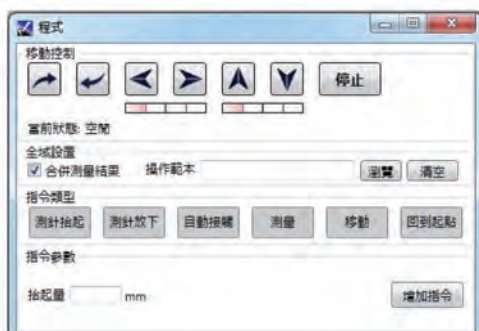 程式
移動控制
停止
當前狀態: 空閒
全域設置
合併測量結果 操作範本 瀏覽 清空
指令類型
測針抬起 測針放下 自動接觸 測量 移動 回到起點
指令參數
抬起量 mm 增加指令